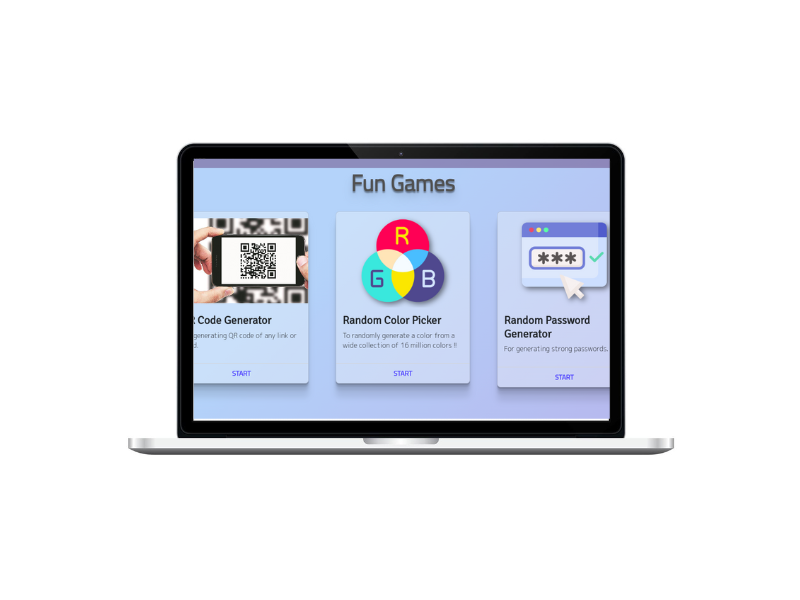 Fun Games
R
G
B
***
Code Generator
generating QR code of any link or
START
Random Color Picker
To randomly generate a color from a
wide collection of 16 million colors !!
START
Random Password
Generator
For generating strong passwords.
START